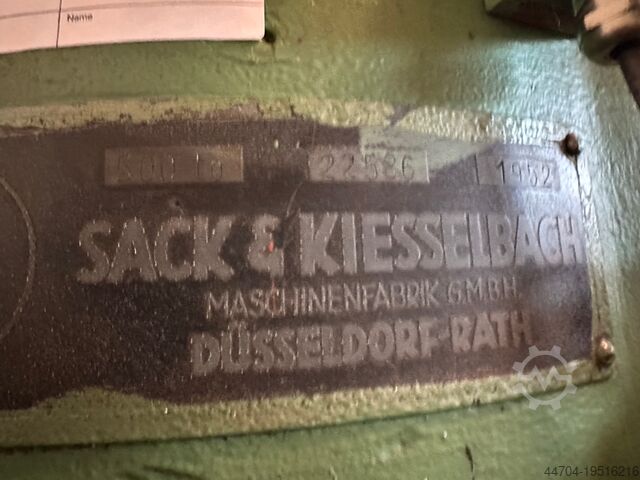 Name
22586 1952
SACK & KIESSELBACH
MASCHINENFABRIK G.M.B.H.
DÜSSELDORF-RATH
44704-19516216